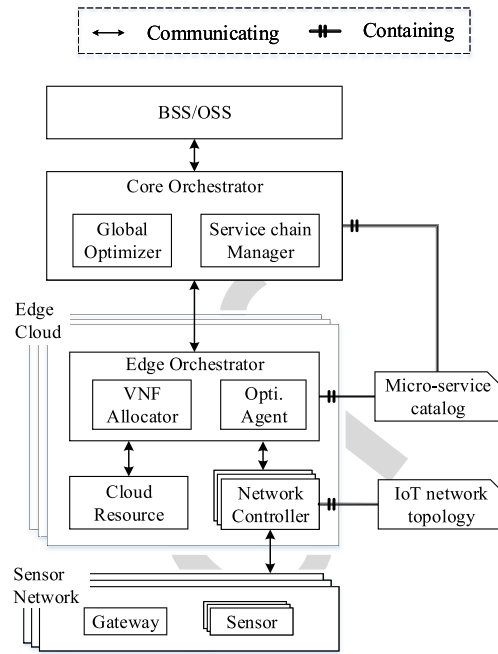 Communicating
Containing
BSS/OSS
Core Orchestrator
Global
Optimizer
Service chain
Manager
Edge
Cloud
Edge Orchestrator
VNF
Allocator
Opti.
Agent
Micro-service
catalog
Cloud
Resource
Network
Controller
IoT network
topology
Sensor
Network
Gateway
Sensor